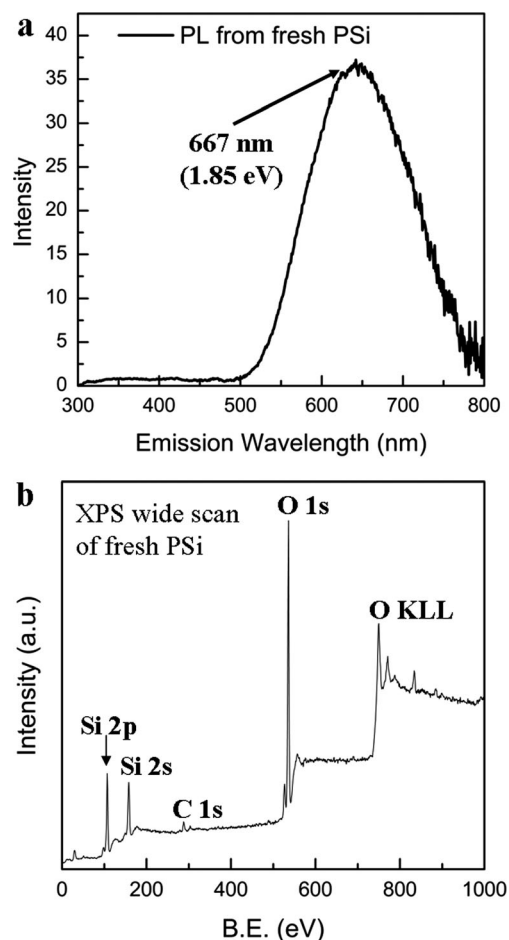 a
PL from fresh PSi
667 nm
(1.85 eV)
40
35
30
25
20
15
10
5
0
Intensity
300 400 500 600 700 800
Emission Wavelength (nm)
b
XPS wide scan
of fresh PSi
O 1s
O KLL
Si 2p
Si 2s
C 1s
Intensity (a.u.)
0 200 400 600 800 1000
B.E. (eV)